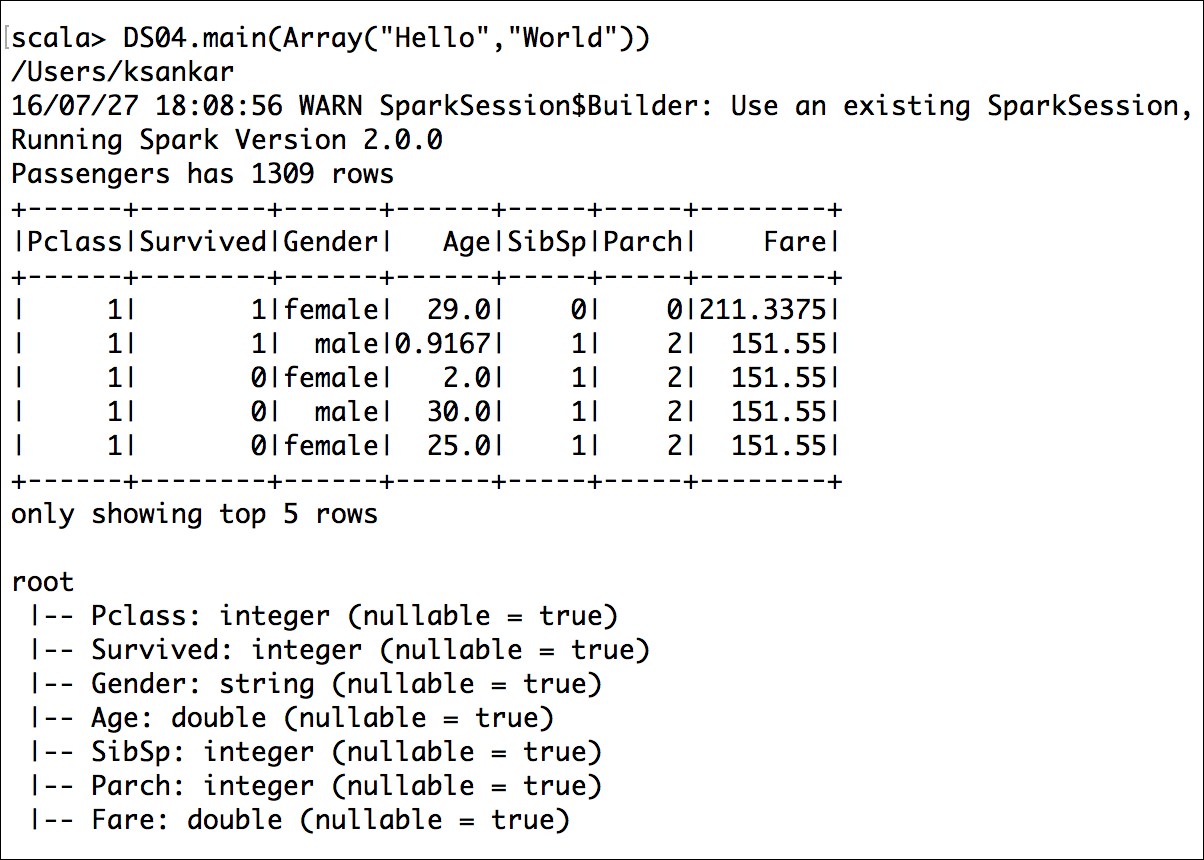 scala> DS04.main(Array("Hello","World"))
/Users/ksankar
16/07/27 18:08:56 WARN SparkSession$Builder: Use an existing SparkSession,
Running Spark Version 2.0.0
Passengers has 1309 rows
+------+--------+------+------+-----+-----+--------+
|Pclass|Survived|Gender|   Age|SibSp|Parch|    Fare|
+------+--------+------+------+-----+-----+--------+
|     1|       1|female|  29.0|    0|    0|211.3375|
|     1|       1|  male|0.9167|    1|    2|  151.55|
|     1|       0|female|   2.0|    1|    2|  151.55|
|     1|       0|  male|  30.0|    1|    2|  151.55|
|     1|       0|female|  25.0|    1|    2|  151.55|
+------+--------+------+------+-----+-----+--------+
only showing top 5 rows

root
 |-- Pclass: integer (nullable = true)
 |-- Survived: integer (nullable = true)
 |-- Gender: string (nullable = true)
 |-- Age: double (nullable = true)
 |-- SibSp: integer (nullable = true)
 |-- Parch: integer (nullable = true)
 |-- Fare: double (nullable = true)